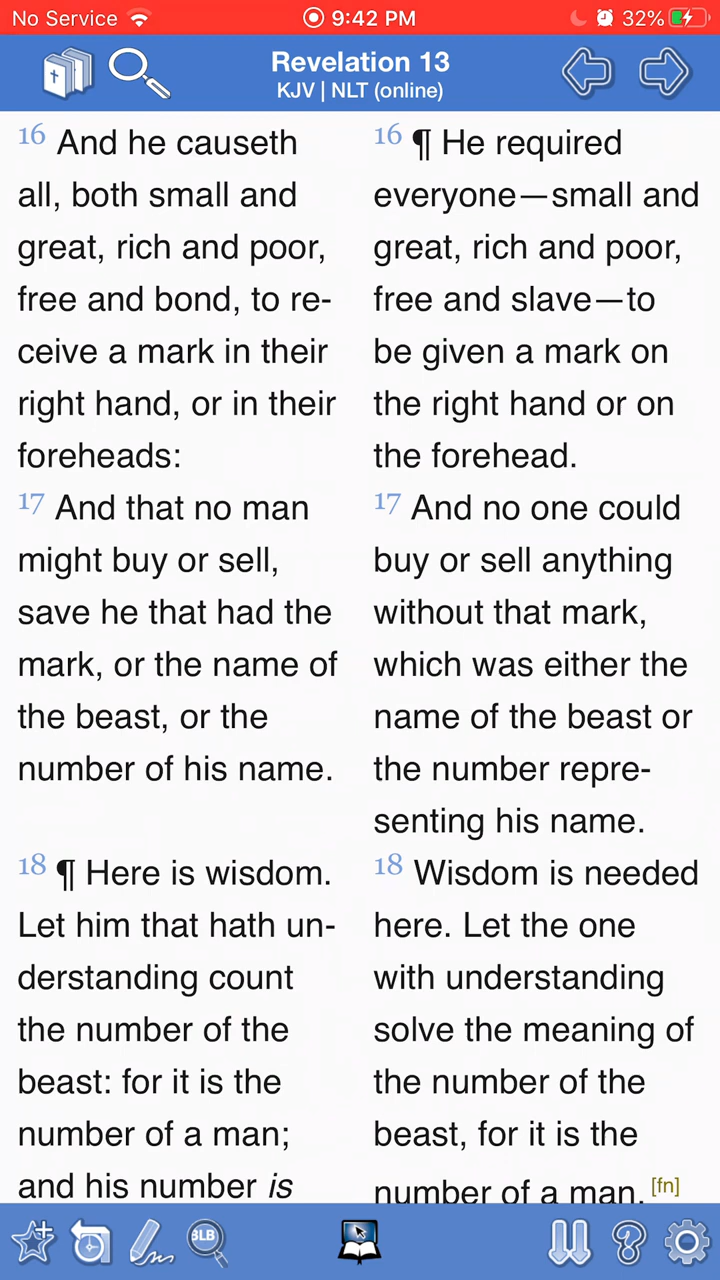 No Service 9:42 PM 32%
Revelation 13
KJV | NLT (online)
16 And he causeth
all, both small and
great, rich and poor,
free and bond, to re-
ceive a mark in their
right hand, or in their
foreheads:
17 And that no man
might buy or sell,
save he that had the
mark, or the name of
the beast, or the
number of his name.
18 ¶ Here is wisdom.
Let him that hath un-
derstanding count
the number of the
beast: for it is the
number of a man;
and his number is
16 ¶ He required
everyone—small and
great, rich and poor,
free and slave—to
be given a mark on
the right hand or on
the forehead.
17 And no one could
buy or sell anything
without that mark,
which was either the
name of the beast or
the number repre-
senting his name.
18 Wisdom is needed
here. Let the one
with understanding
solve the meaning of
the number of the
beast, for it is the
number of a man. [fn]
BLB